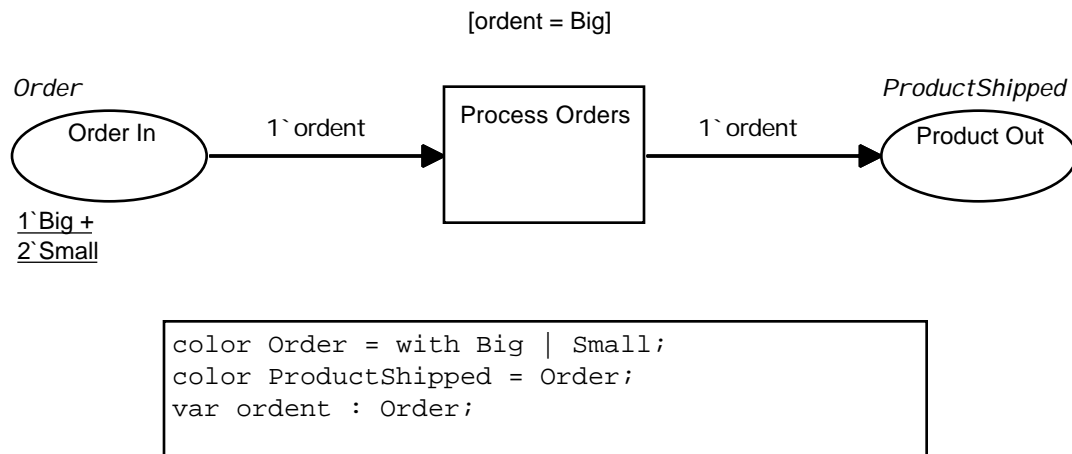 [ordent = Big]
Order
ProductShipped
Order In
1`ordent
Process Orders
1`ordent
Product Out
1`Big +
2`Small
color Order = with Big | Small;
color ProductShipped = Order;
var ordent : Order;